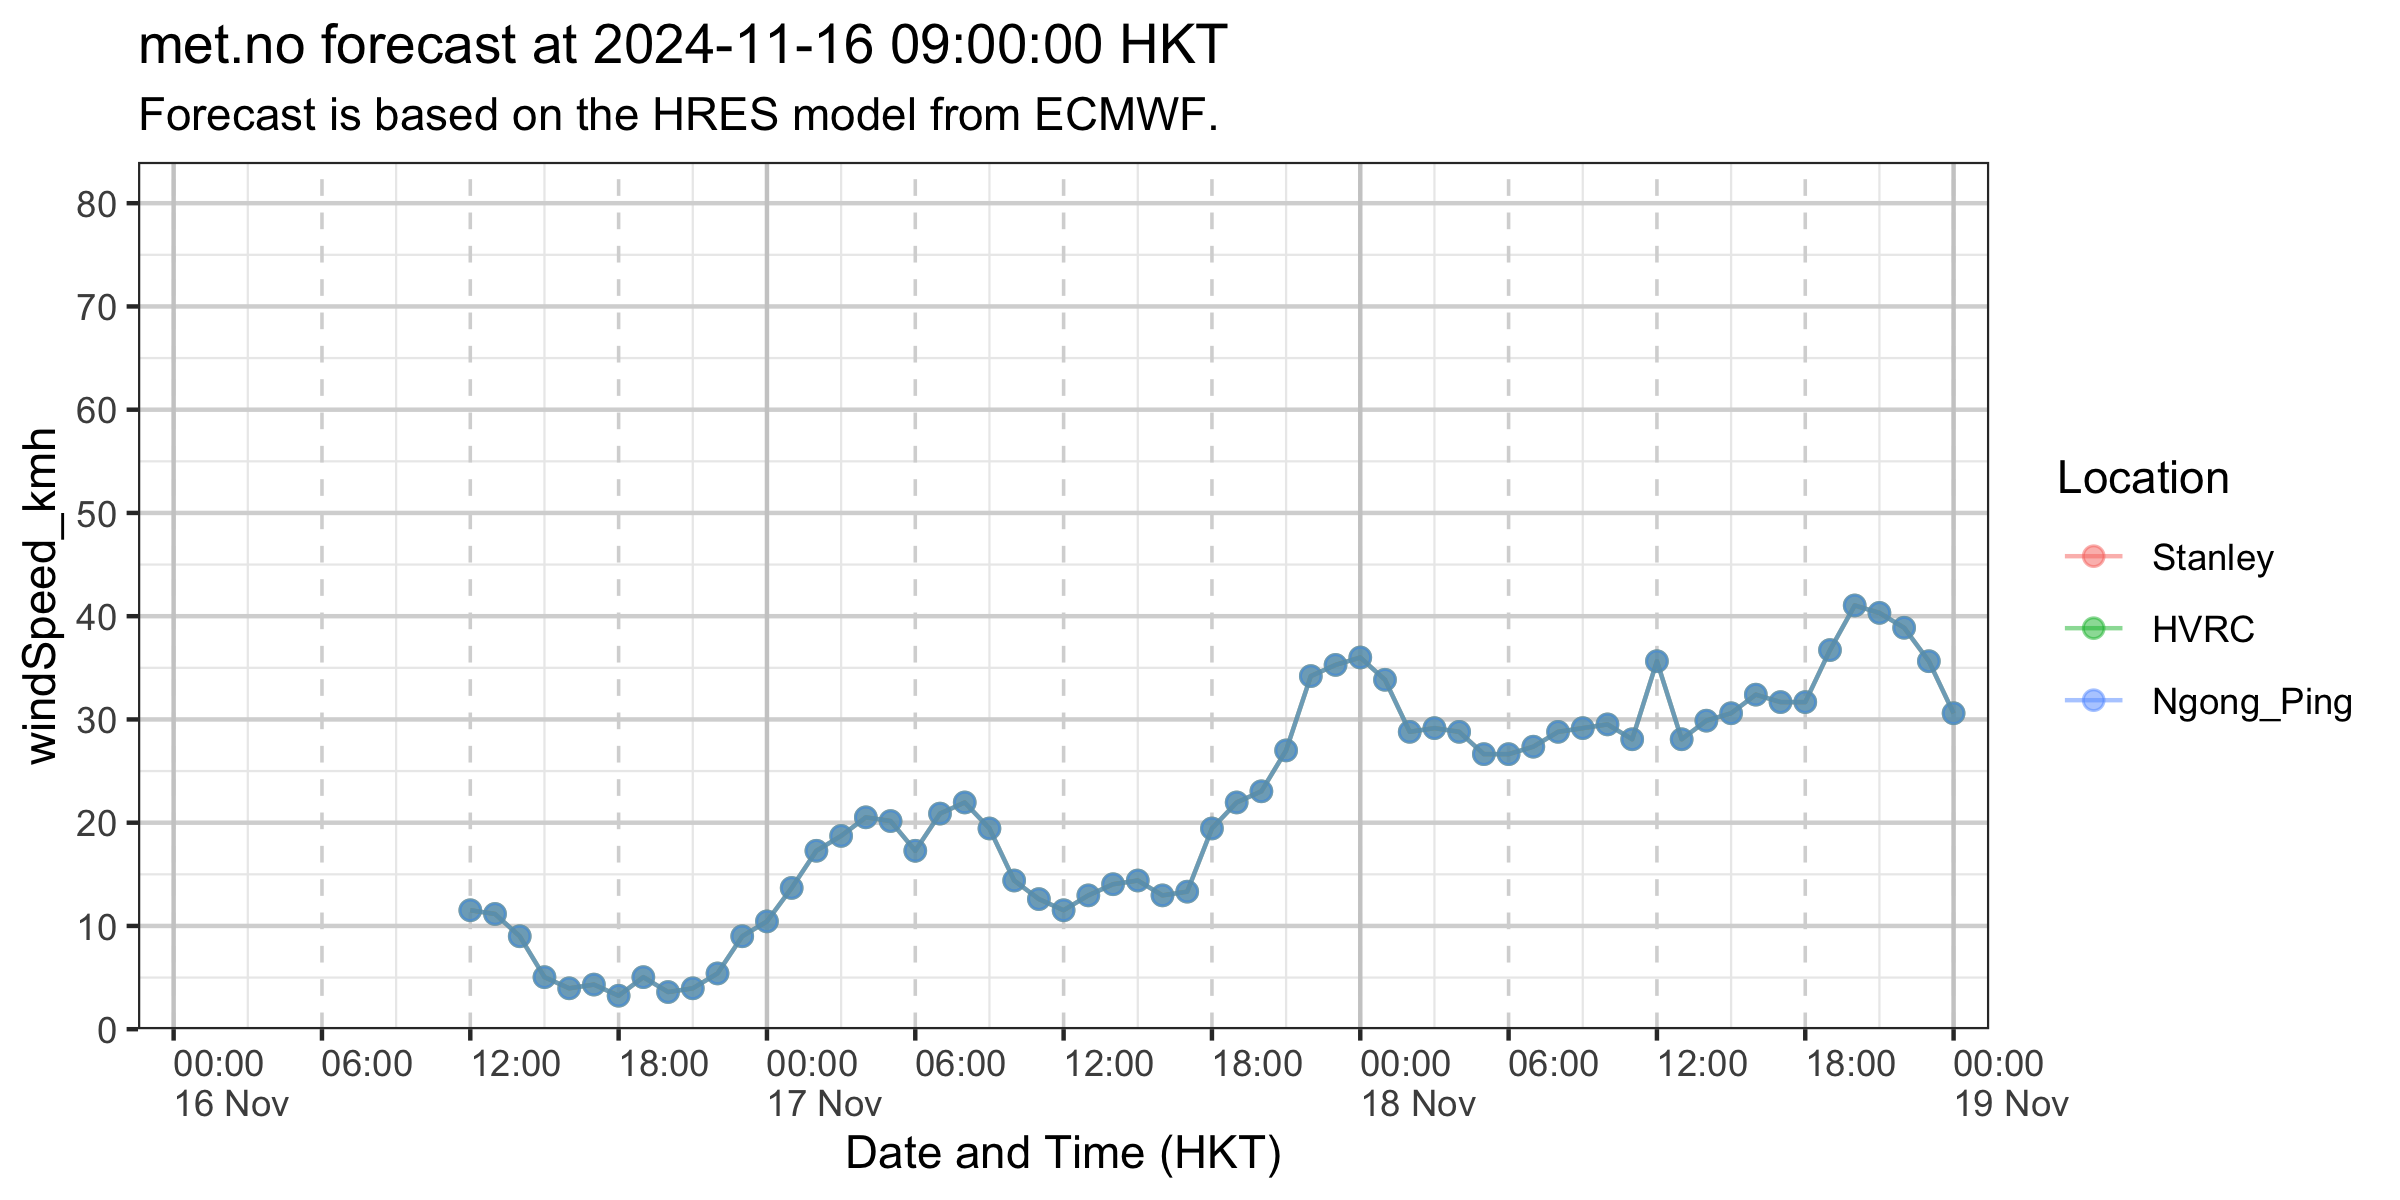 met.no forecast at 2024-11-16 09:00:00 HKT
Forecast is based on the HRES model from ECMWF.
windSpeed_kmh
80
70
60
50
40
30
20
10
0
00:00 06:00 12:00 18:00 00:00 06:00 12:00 18:00 00:00 06:00 12:00 18:00 00:00
16 Nov 17 Nov 18 Nov 19 Nov
Date and Time (HKT)
Location
Stanley
HVRC
Ngong_Ping